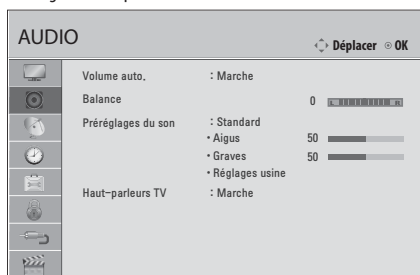 AUDIO
Déplacer OK
Volume auto. : Marche
Balance 0 L R
Préréglages du son : Standard
• Aigus 50
• Graves 50
• Réglages usine
Haut-parleurs TV : Marche